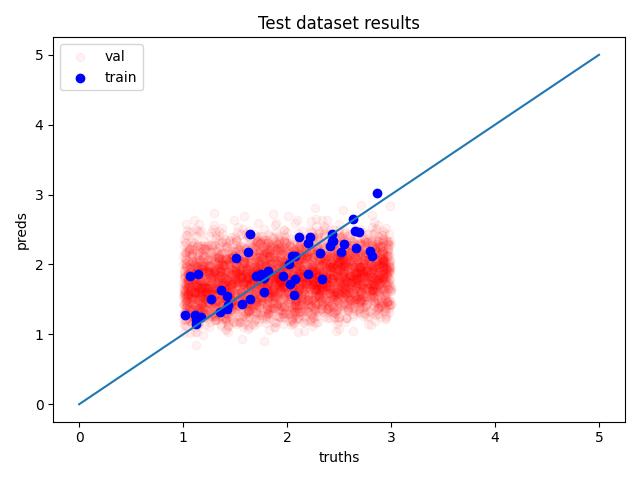 Test dataset results
val
train
5
4
3
2
1
0
preds
0 1 2 3 4 5
truths